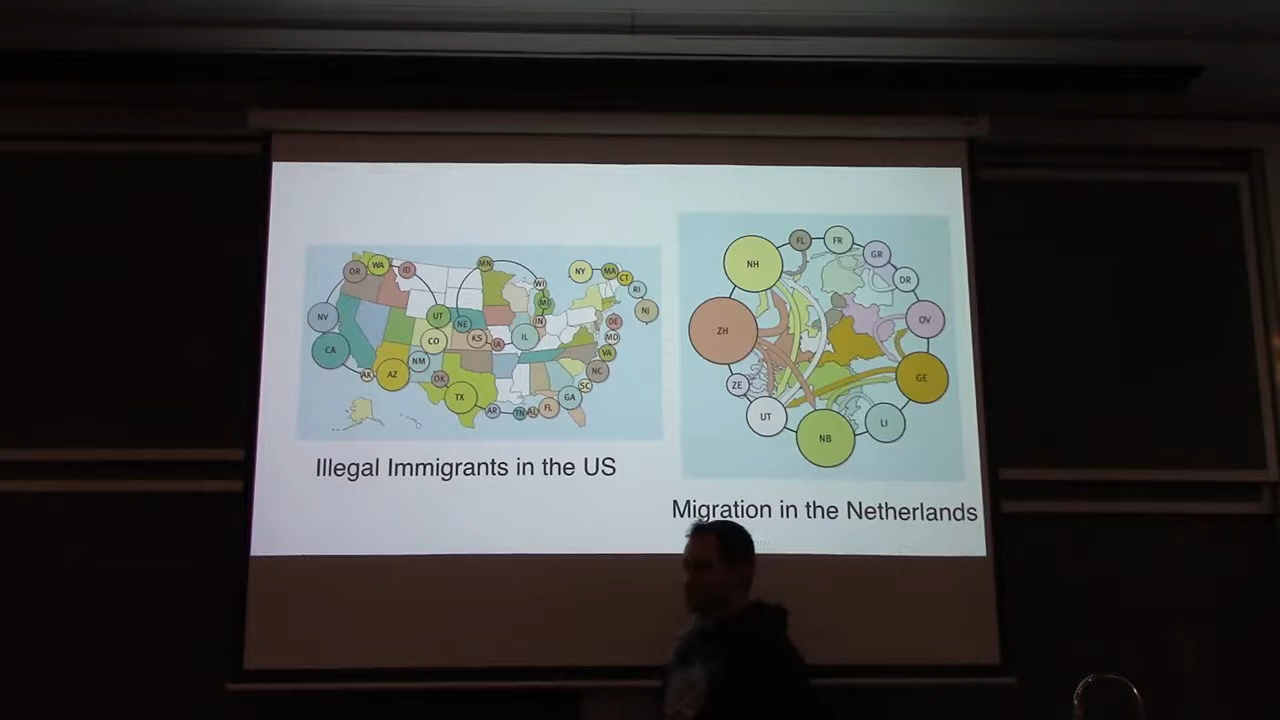 OR WA ID MN WI MI NY MA CT RI NJ
NV UT NE KS IA IN IL DE MD VA
CA CO NM NC
AK AZ OK TX AR TN AL FL GA SC
Illegal Immigrants in the US
NH FL FR GR DR
ZH OV
ZE GE
UT NB LI
Migration in the Netherlands